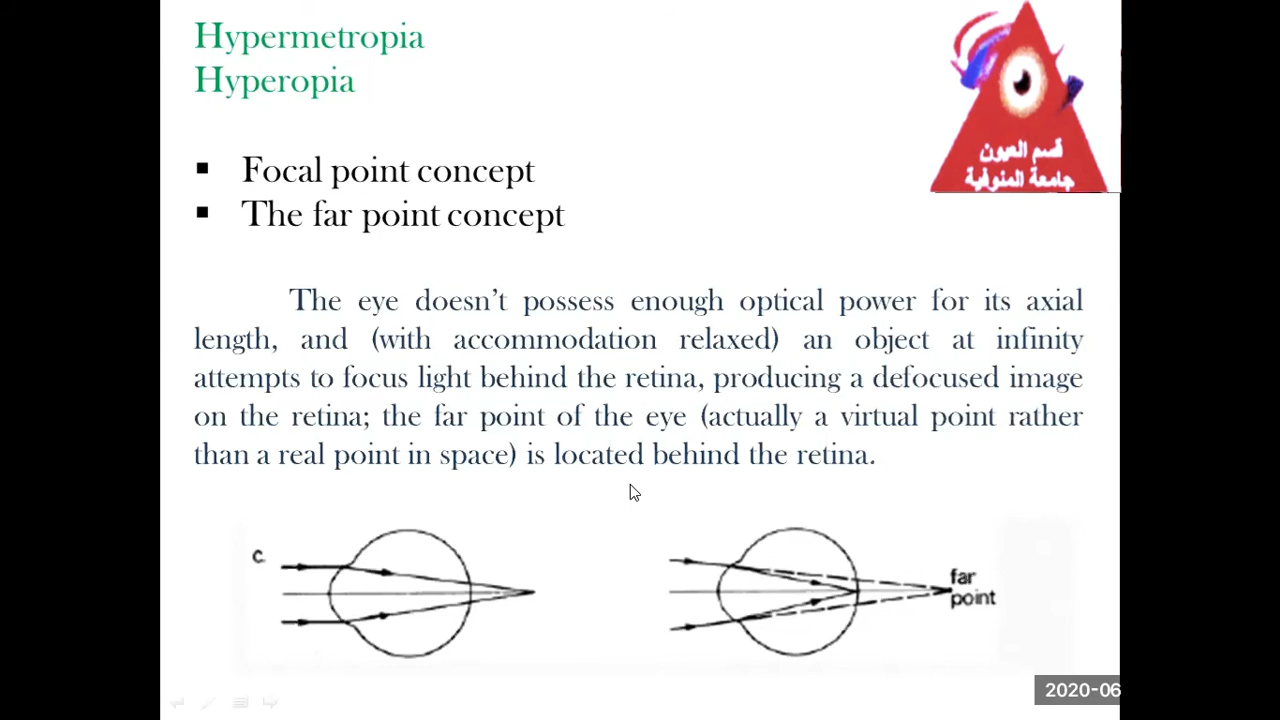 Hypermetropia
Hyperopia
قسم العيون
جامعة المنوفية
▪ Focal point concept
▪ The far point concept
The eye doesn’t possess enough optical power for its axial
length, and (with accommodation relaxed) an object at infinity
attempts to focus light behind the retina, producing a defocused image
on the retina; the far point of the eye (actually a virtual point rather
than a real point in space) is located behind the retina.
C
far
point
2020-06